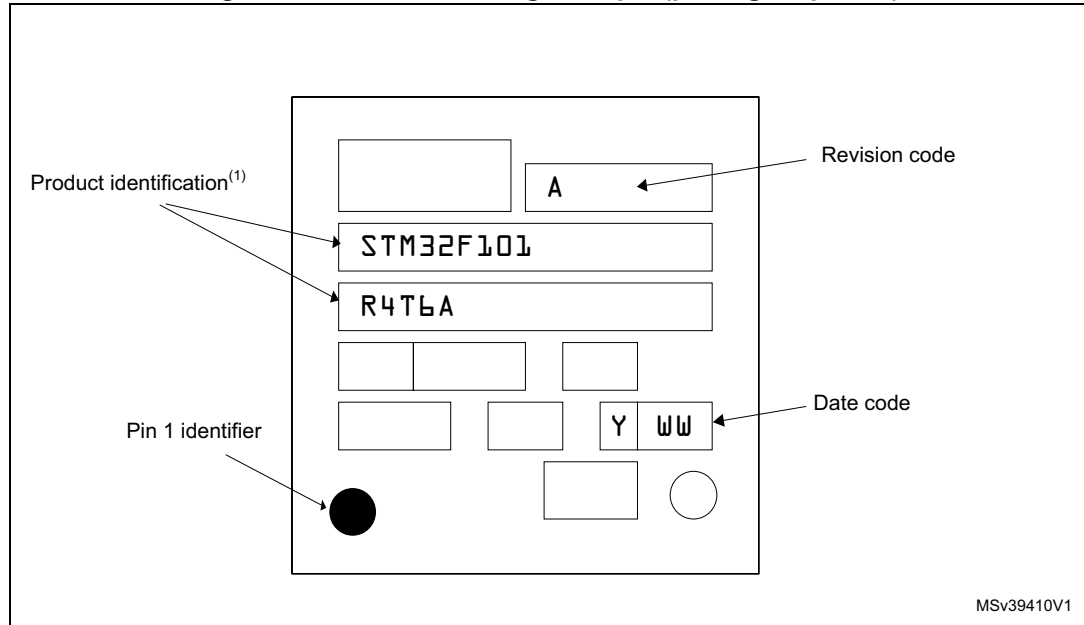 Revision code
A
Product identification(1)
STM32F101
R4T6A
Date code
Y WW
Pin 1 identifier
MSv39410V1